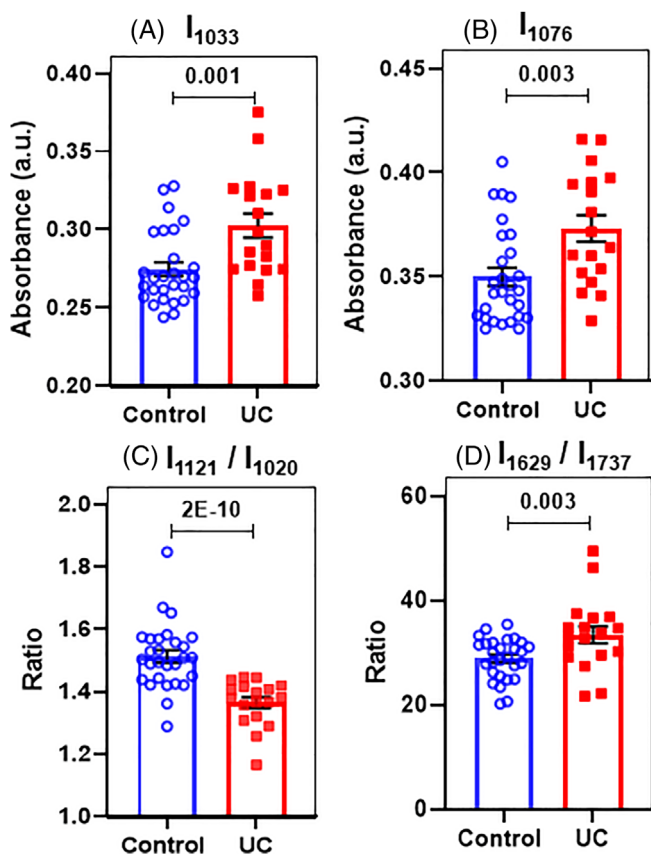 (A) I1033
0.001
Absorbance (a.u.)
0.40
0.35
0.30
0.25
0.20
Control UC
(B) I1076
0.003
Absorbance (a.u.)
0.45
0.40
0.35
0.30
Control UC
(C) I1121 / I1020
2E-10
Ratio
2.0
1.8
1.6
1.4
1.2
1.0
Control UC
(D) I1629 / I1737
0.003
Ratio
60
40
20
0
Control UC